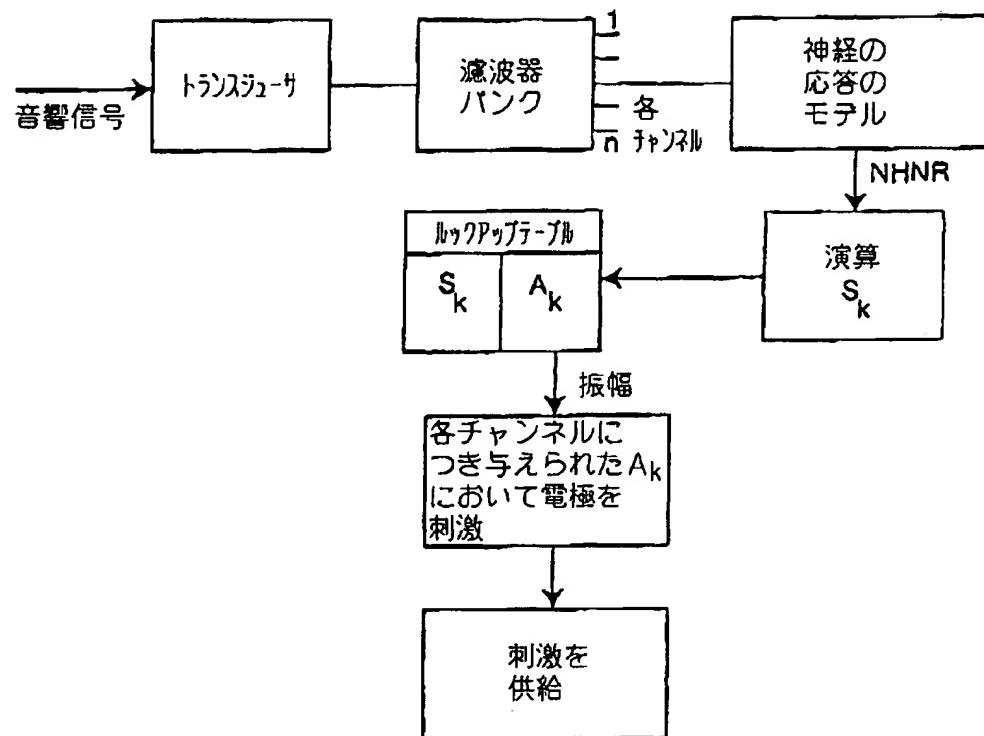 音響信号
トランスジューサ
濾波器
バンク
1
n
各
チャンネル
神経の
応答の
モデル
NHNR
演算
Sk
ルックアップテーブル
Sk
Ak
振幅
各チャンネルに
つき与えられたAk
において電極を
刺激
刺激を
供給